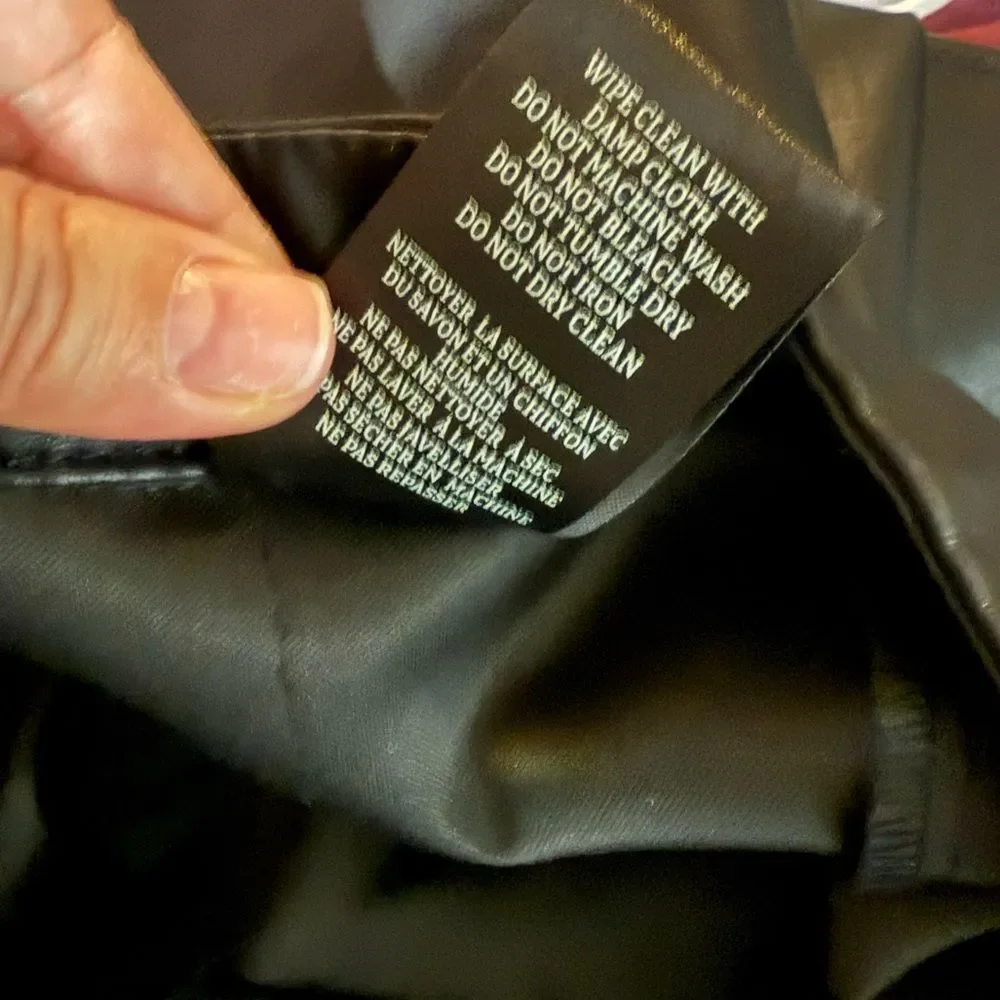 WIPE CLEAN WITH
DAMP CLOTH
DO NOT MACHINE WASH
DO NOT BLEACH
DO NOT TUMBLE DRY
DO NOT IRON
DO NOT DRY CLEAN
NETTOYER LA SURFACE AVEC
DU SAVON ET UN CHIFFON
HUMIDE
NE PAS NETTOYER À SEC
NE PAS LAVER À LA MACHINE
NE PAS JAVELLISER
PAS SECHER EN MACHINE
NE PAS REPASSER